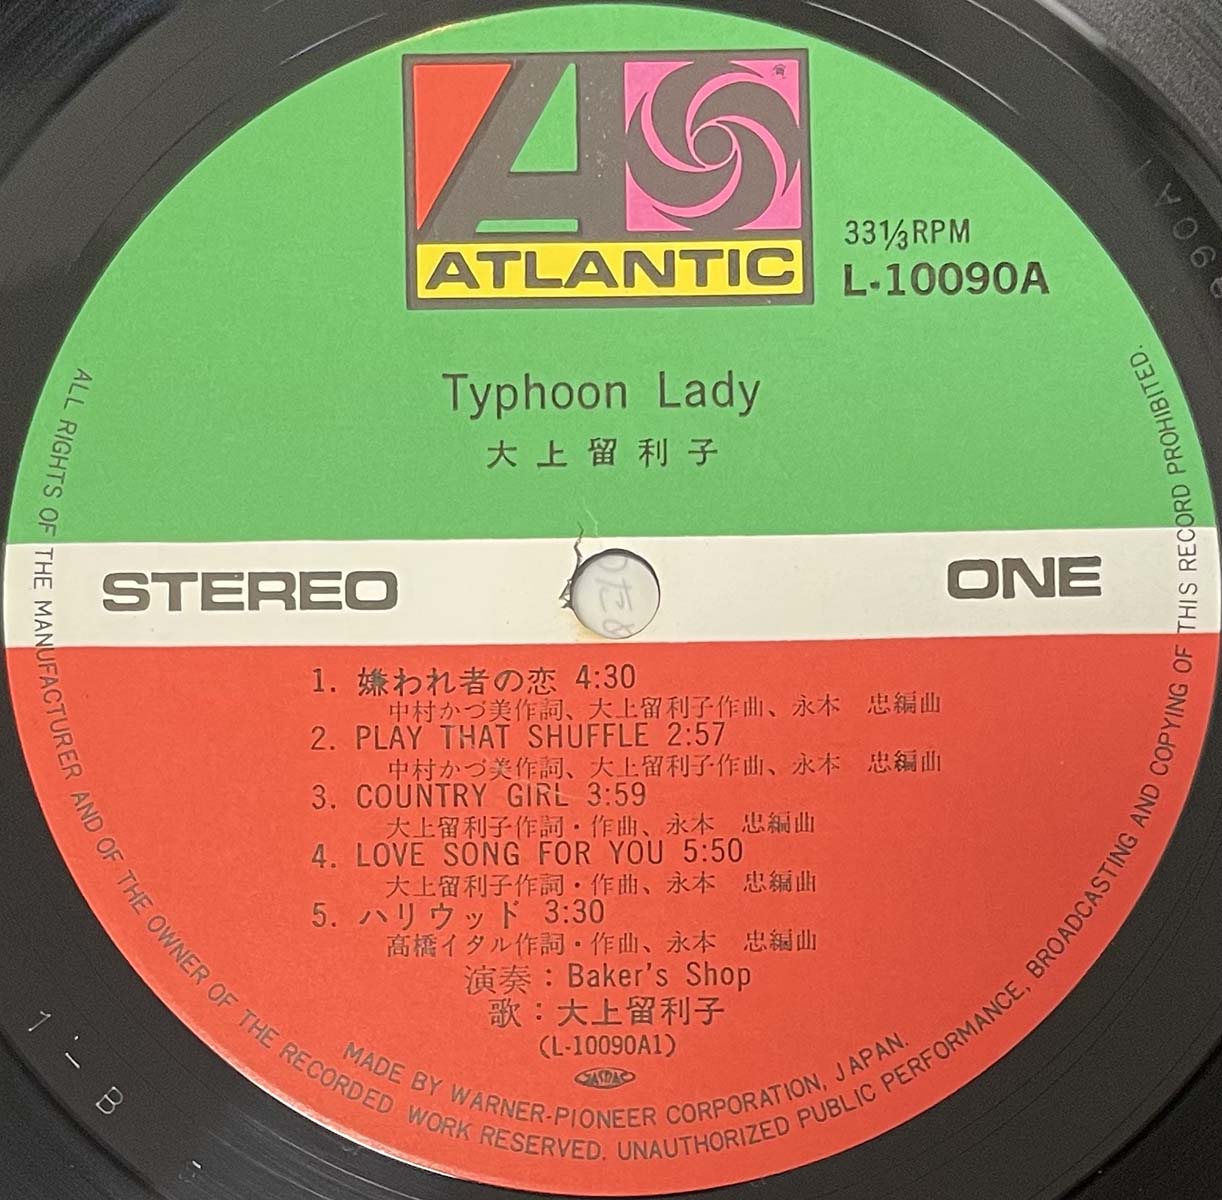 ATLANTIC
33 1/3 RPM
L-10090A
Typhoon Lady
大上留利子
STEREO
ONE
1. 嫌われ者の恋 4:30
中村かづ美作詞、大上留利子作曲、永本 忠編曲
2. PLAY THAT SHUFFLE 2:57
中村かづ美作詞、大上留利子作曲、永本 忠編曲
3. COUNTRY GIRL 3:59
大上留利子作詞・作曲、永本 忠編曲
4. LOVE SONG FOR YOU 5:50
大上留利子作詞・作曲、永本 忠編曲
5. ハリウッド 3:30
高橋イタル作詞・作曲、永本 忠編曲
演奏：Baker's Shop
歌：大上留利子
(L-10090A1)
JASRAC
MADE BY WARNER-PIONEER CORPORATION, JAPAN.
ALL RIGHTS OF THE MANUFACTURER AND OF THE OWNER OF THE RECORDED WORK RESERVED. UNAUTHORIZED PUBLIC PERFORMANCE, BROADCASTING AND COPYING OF THIS RECORD PROHIBITED.
1-B